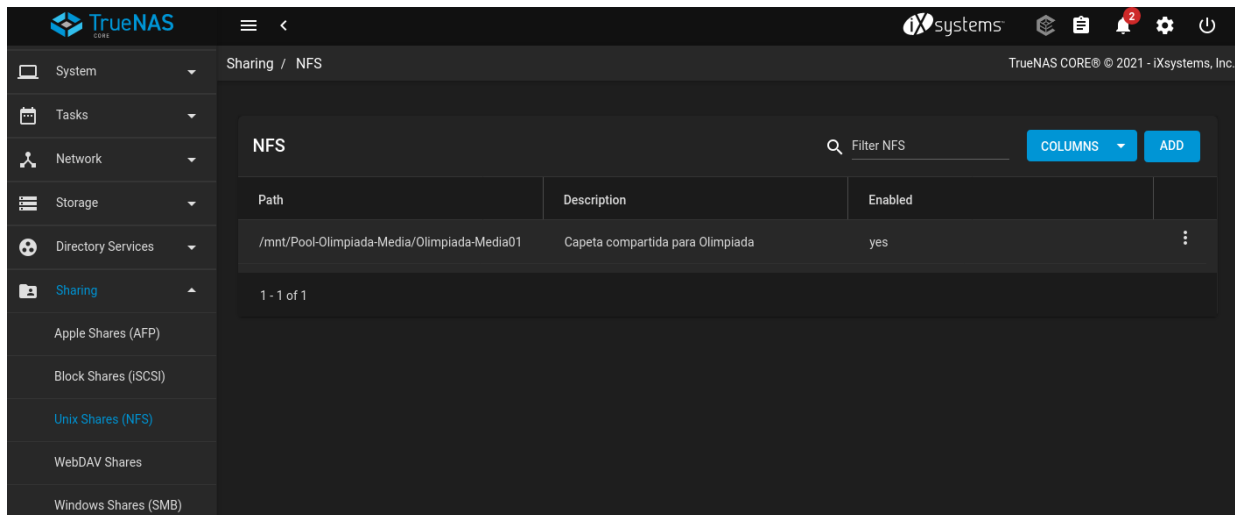 TrueNAS
CORE
iXsystems
2
Sharing / NFS
TrueNAS CORE® © 2021 - iXsystems, Inc.
System
Tasks
Network
Storage
Directory Services
Sharing
Apple Shares (AFP)
Block Shares (iSCSI)
Unix Shares (NFS)
WebDAV Shares
Windows Shares (SMB)
NFS
Filter NFS
COLUMNS
ADD
Path Description Enabled
/mnt/Pool-Olimpiada-Media/Olimpiada-Media01 Capeta compartida para Olimpiada yes
1 - 1 of 1